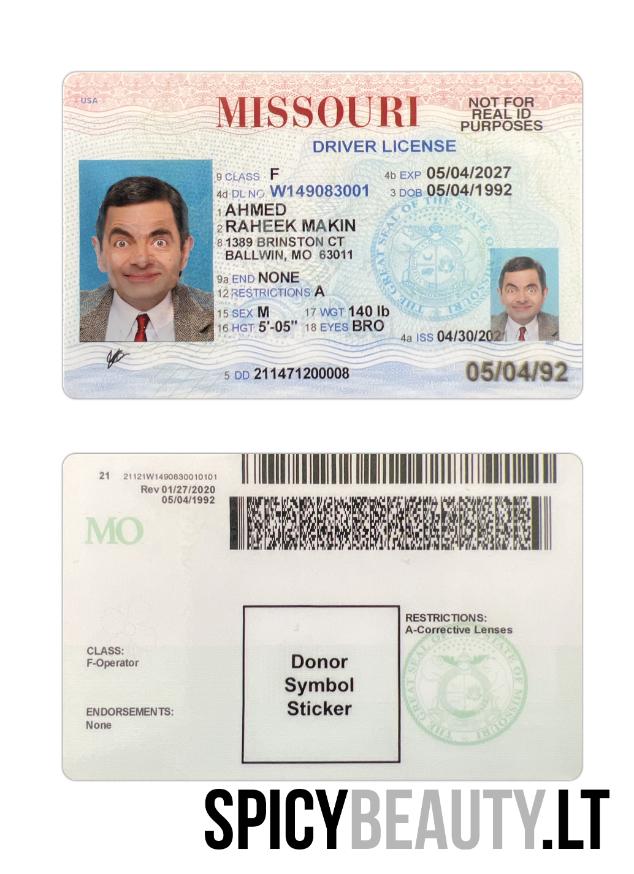 USA
MISSOURI
NOT FOR
REAL ID
PURPOSES
DRIVER LICENSE
9 CLASS F
4b EXP 05/04/2027
4d DL NO W149083001
3 DOB 05/04/1992
1 AHMED
2 RAHEEK MAKIN
8 1389 BRINSTON CT
BALLWIN, MO 63011
9a END NONE
12 RESTRICTIONS A
15 SEX M
17 WGT 140 lb
16 HGT 5'-05"
18 EYES BRO
4a ISS 04/30/202
5 DD 211471200008
05/04/92
THE GREAT SEAL OF THE STATE OF MISSOURI
21 21121W1490830010101
Rev 01/27/2020
05/04/1992
MO
RESTRICTIONS:
A-Corrective Lenses
CLASS:
F-Operator
Donor
Symbol
Sticker
ENDORSEMENTS:
None
THE GREAT SEAL OF THE STATE OF MISSOURI
SPICYBEAUTY.LT